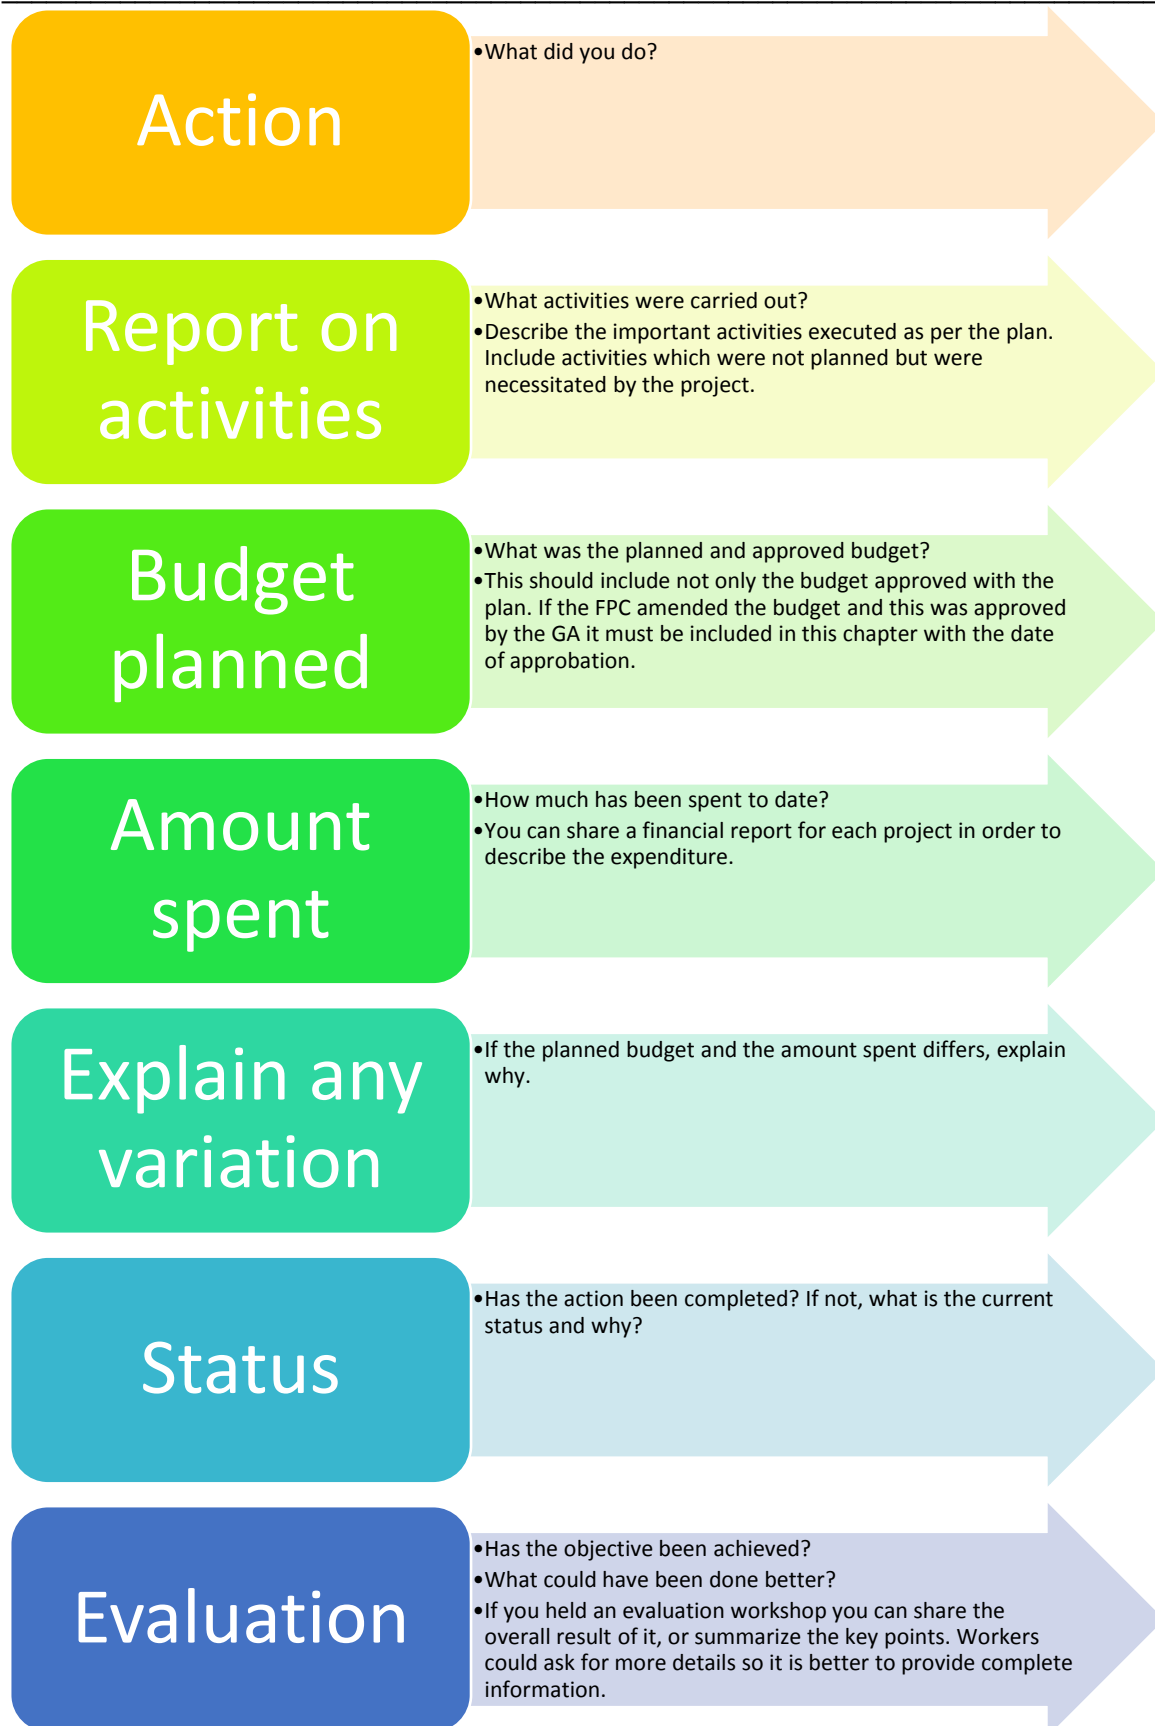 Action
•What did you do?
Report on
activities
•What activities were carried out?
•Describe the important activities executed as per the plan.
Include activities which were not planned but were
necessitated by the project.
Budget
planned
•What was the planned and approved budget?
•This should include not only the budget approved with the
plan. If the FPC amended the budget and this was approved
by the GA it must be included in this chapter with the date
of approbation.
Amount
spent
•How much has been spent to date?
•You can share a financial report for each project in order to
describe the expenditure.
Explain any
variation
•If the planned budget and the amount spent differs, explain
why.
Status
•Has the action been completed? If not, what is the current
status and why?
Evaluation
•Has the objective been achieved?
•What could have been done better?
•If you held an evaluation workshop you can share the
overall result of it, or summarize the key points. Workers
could ask for more details so it is better to provide complete
information.